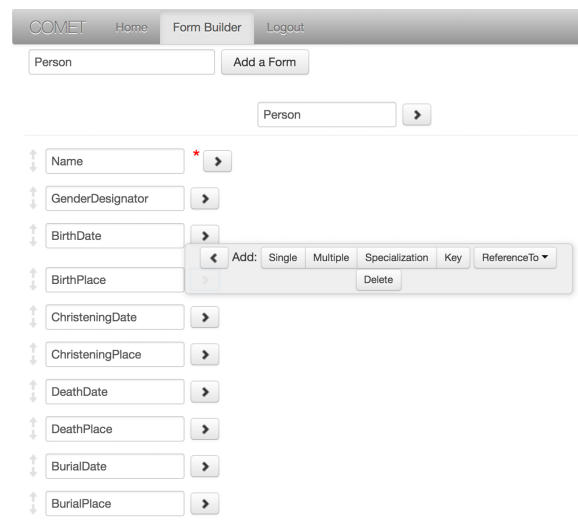 COMET Home Form Builder Logout
Person Add a Form
Person
Name *
GenderDesignator
BirthDate
Add: Single Multiple Specialization Key ReferenceTo
BirthPlace Delete
ChristeningDate
ChristeningPlace
DeathDate
DeathPlace
BurialDate
BurialPlace